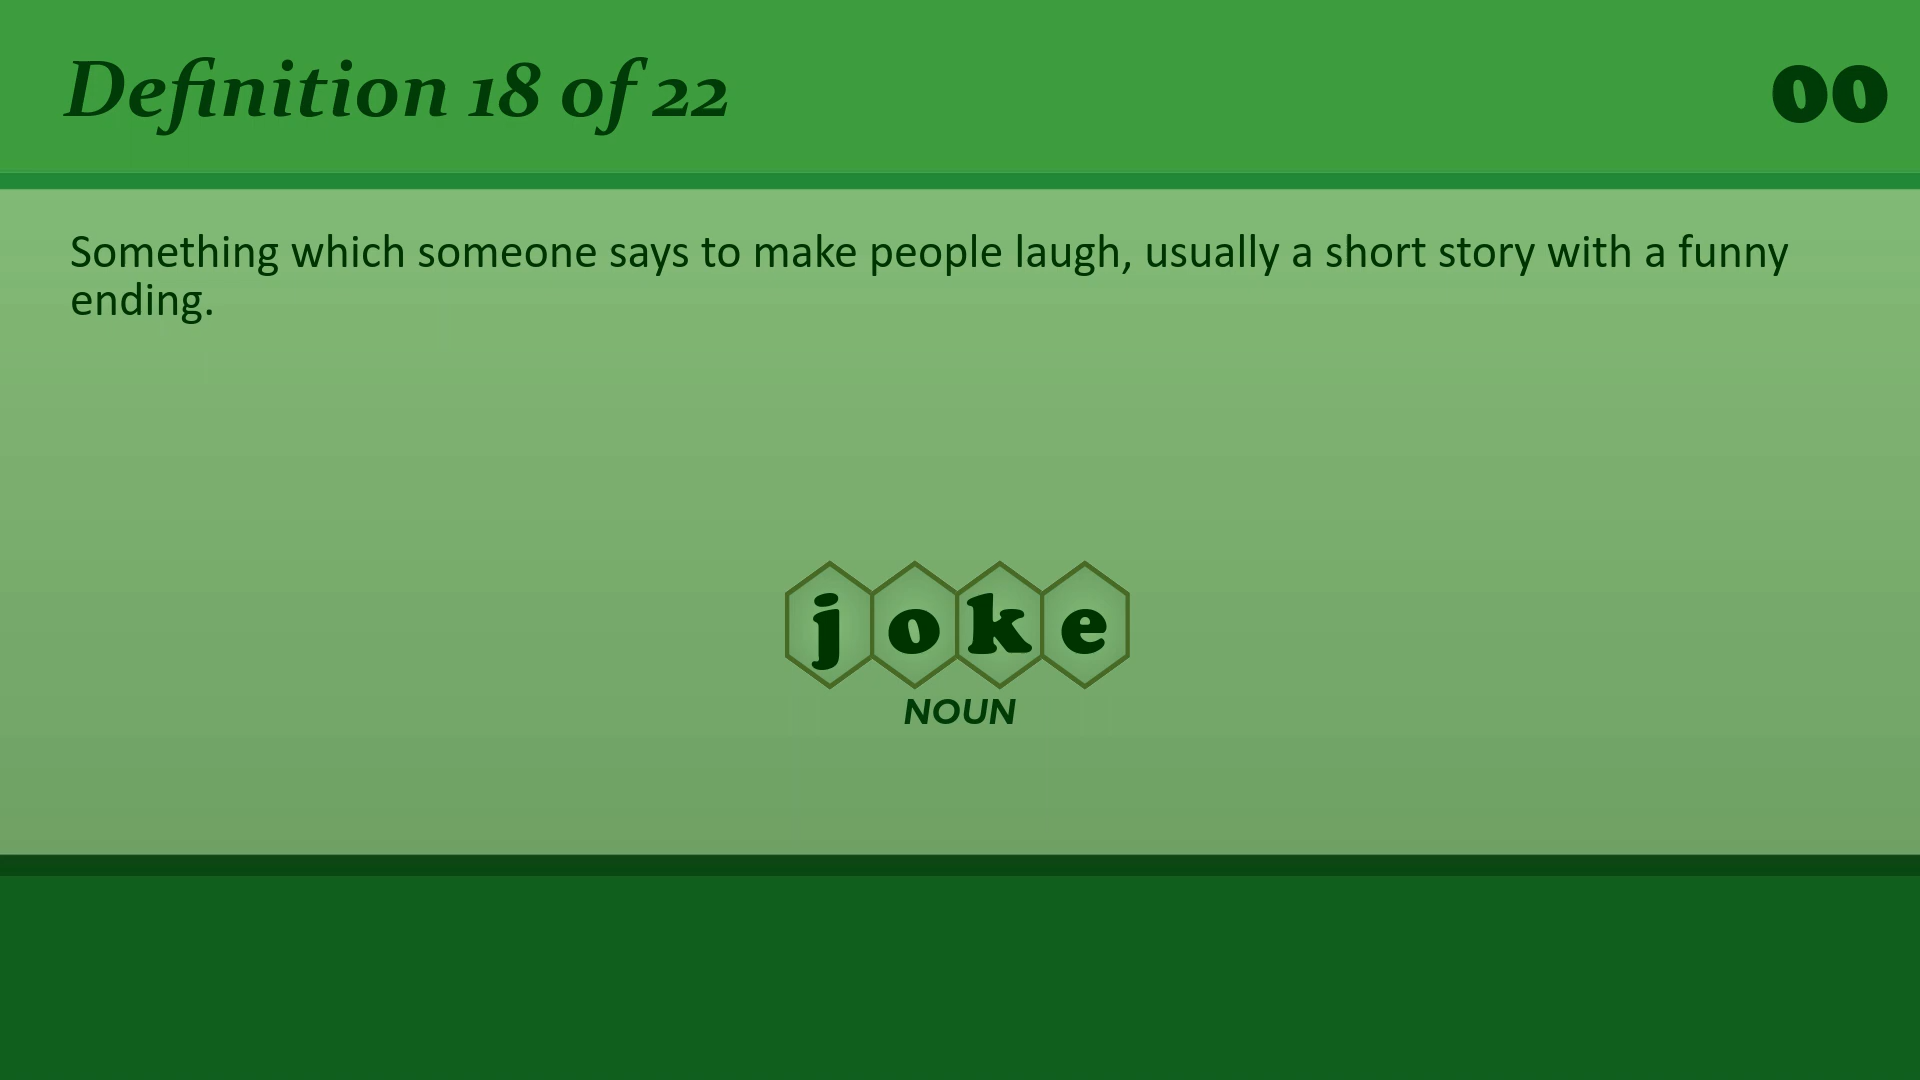 Definition 18 of 22
00
Something which someone says to make people laugh, usually a short story with a funny
ending.
joke
NOUN